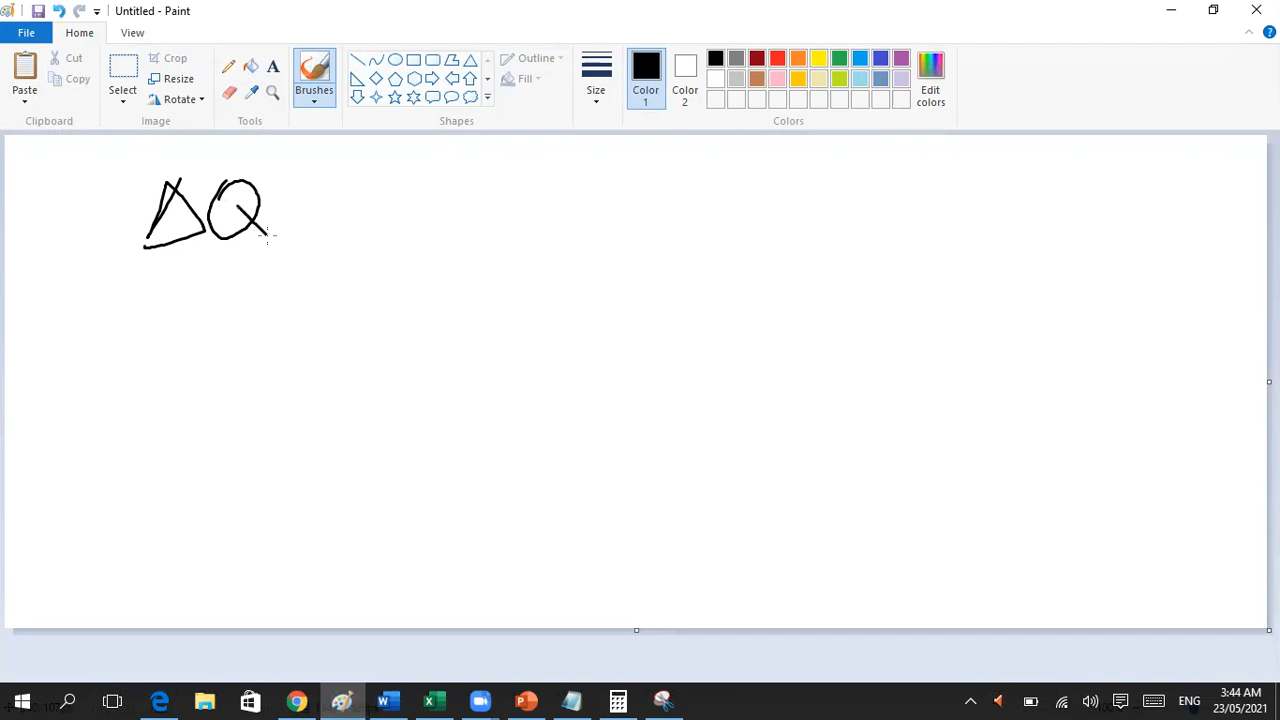 Untitled - Paint
File Home View
Paste
Cut
Copy
Clipboard
Select
Crop
Resize
Rotate
Image
A
Tools
Brushes
Outline
Fill
Shapes
Size
Color 1
Color 2
Edit colors
Colors
ΔQ
ENG
3:44 AM
23/05/2021